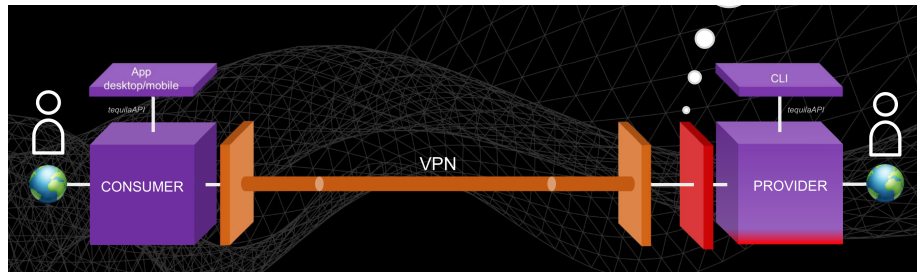 App
desktop/mobile
tequilaAPI
CONSUMER
VPN
CLI
tequilaAPI
PROVIDER